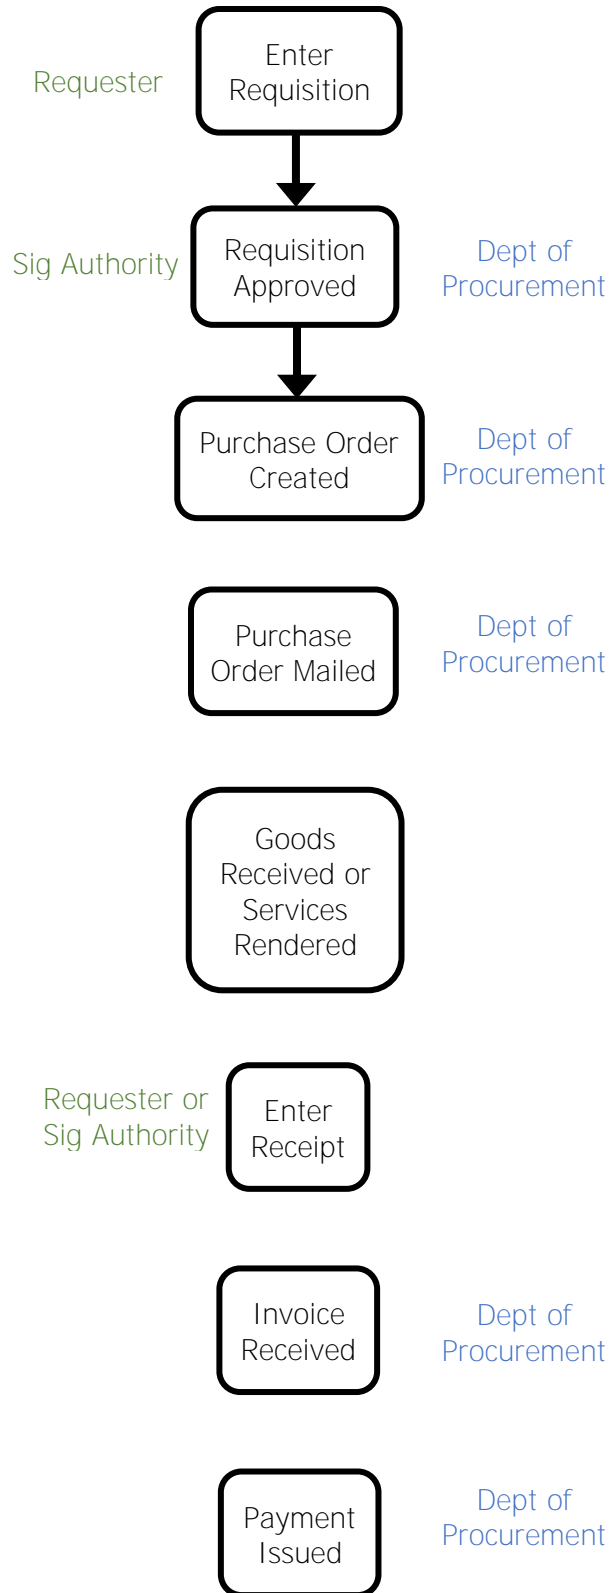 Requester
Enter
Requisition
Sig Authority
Requisition
Approved
Dept of
Procurement
Purchase Order
Created
Dept of
Procurement
Purchase
Order Mailed
Dept of
Procurement
Goods
Received or
Services
Rendered
Requester or
Sig Authority
Enter
Receipt
Invoice
Received
Dept of
Procurement
Payment
Issued
Dept of
Procurement